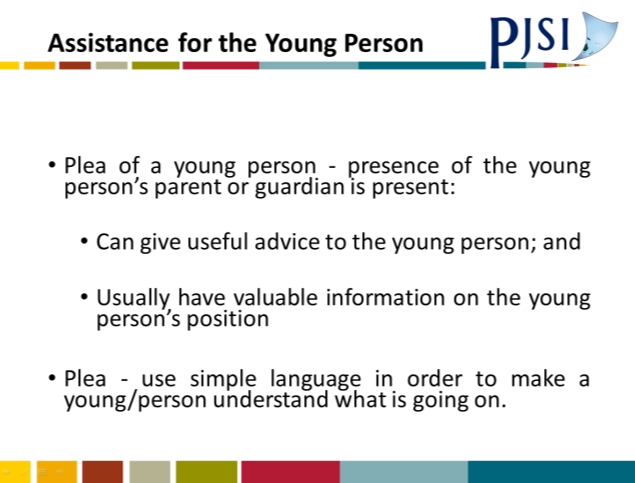 Assistance for the Young Person
PJSI
• Plea of a young person - presence of the young
person's parent or guardian is present:
• Can give useful advice to the young person; and
• Usually have valuable information on the young
person's position
• Plea - use simple language in order to make a
young/person understand what is going on.